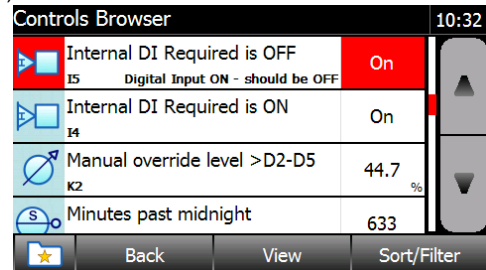 Controls Browser 10:32
Internal DI Required is OFF
I5 Digital Input ON - should be OFF
On
Internal DI Required is ON
I4
On
Manual override level >D2-D5
K2
44.7
%
S
Minutes past midnight
633
Back View Sort/Filter